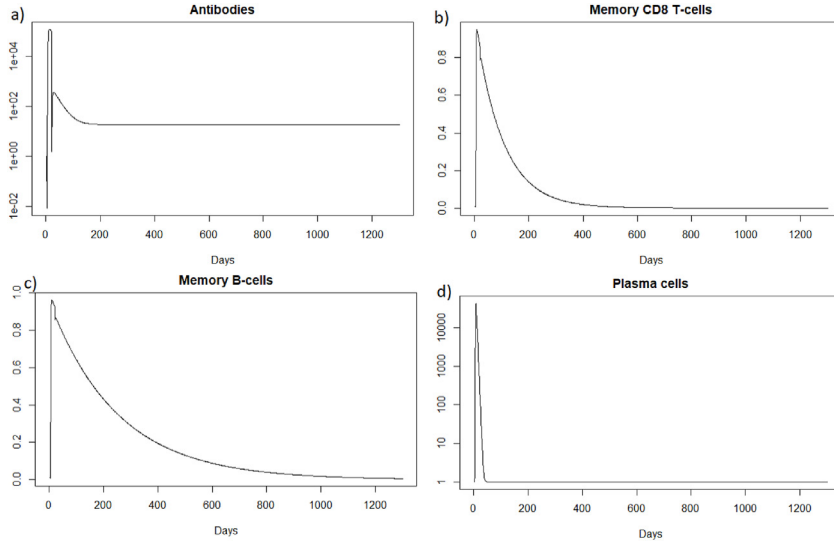 a)
Antibodies
1e+04
1e+02
1e+00
1e-02
0 200 400 600 800 1000 1200
Days
b)
Memory CD8 T-cells
0.8
0.6
0.4
0.2
0.0
0 200 400 600 800 1000 1200
Days
c)
Memory B-cells
1.0
0.8
0.6
0.4
0.2
0.0
0 200 400 600 800 1000 1200
Days
d)
Plasma cells
10000
1000
100
10
1
0 200 400 600 800 1000 1200
Days